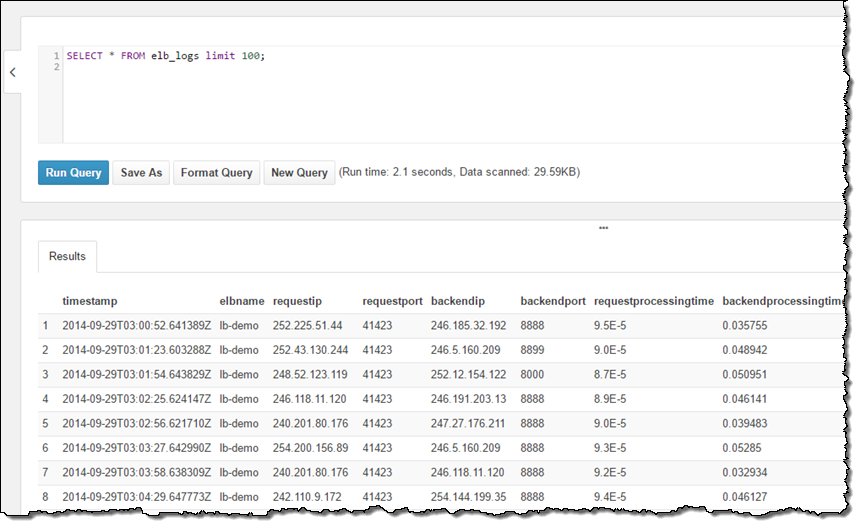 1 SELECT * FROM elb_logs limit 100;
2
Run Query Save As Format Query New Query (Run time: 2.1 seconds, Data scanned: 29.59KB)
Results
timestamp elbname requestip requestport backendip backendport requestprocessingtime backendprocessingtime
1 2014-09-29T03:00:52.641389Z lb-demo 252.225.51.44 41423 246.185.32.192 8888 9.5E-5 0.035755
2 2014-09-29T03:01:23.603288Z lb-demo 252.43.130.244 41423 246.5.160.209 8899 9.0E-5 0.048942
3 2014-09-29T03:01:54.643829Z lb-demo 248.52.123.119 41423 252.12.154.122 8000 8.7E-5 0.050951
4 2014-09-29T03:02:25.624147Z lb-demo 246.118.11.120 41423 246.191.203.13 8888 8.9E-5 0.046141
5 2014-09-29T03:02:56.621710Z lb-demo 240.201.80.176 41423 247.27.176.211 8888 9.0E-5 0.039483
6 2014-09-29T03:03:27.642990Z lb-demo 254.200.156.89 41423 246.5.160.209 8888 9.3E-5 0.05285
7 2014-09-29T03:03:58.638309Z lb-demo 240.201.80.176 41423 246.118.11.120 8888 9.2E-5 0.032934
8 2014-09-29T03:04:29.647773Z lb-demo 242.110.9.172 41423 254.144.199.35 8888 9.4E-5 0.046127